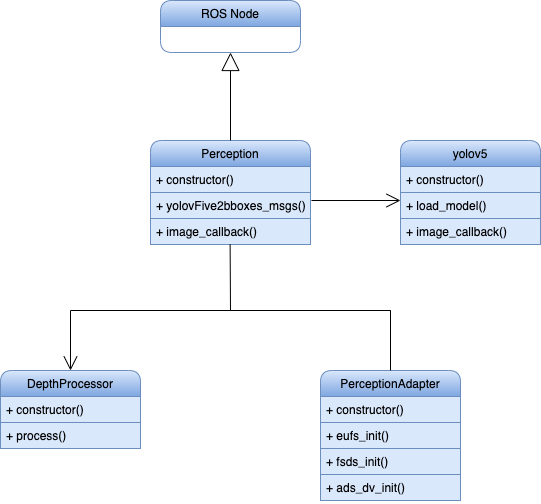 ROS Node
Perception
+ constructor()
+ yolovFive2bboxes_msgs()
+ image_callback()
yolov5
+ constructor()
+ load_model()
+ image_callback()
DepthProcessor
+ constructor()
+ process()
PerceptionAdapter
+ constructor()
+ eufs_init()
+ fsds_init()
+ ads_dv_init()